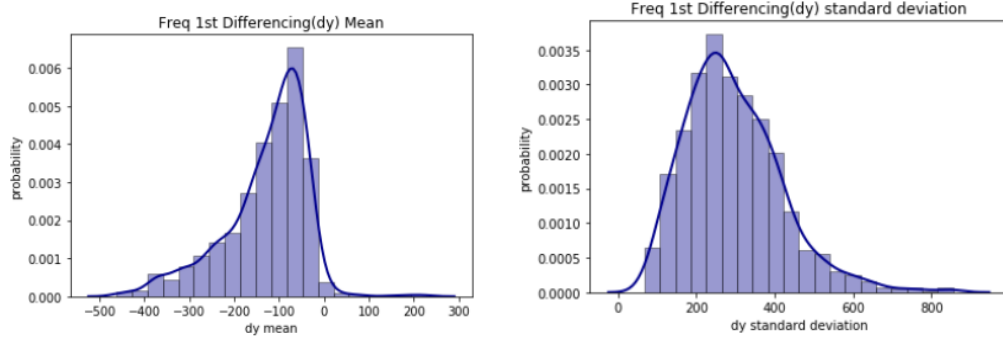 Freq 1st Differencing(dy) Mean
0.006
0.005
0.004
0.003
0.002
0.001
0.000
probability
−500 −400 −300 −200 −100 0 100 200 300
dy mean
Freq 1st Differencing(dy) standard deviation
0.0035
0.0030
0.0025
0.0020
0.0015
0.0010
0.0005
0.0000
probability
0 200 400 600 800
dy standard deviation